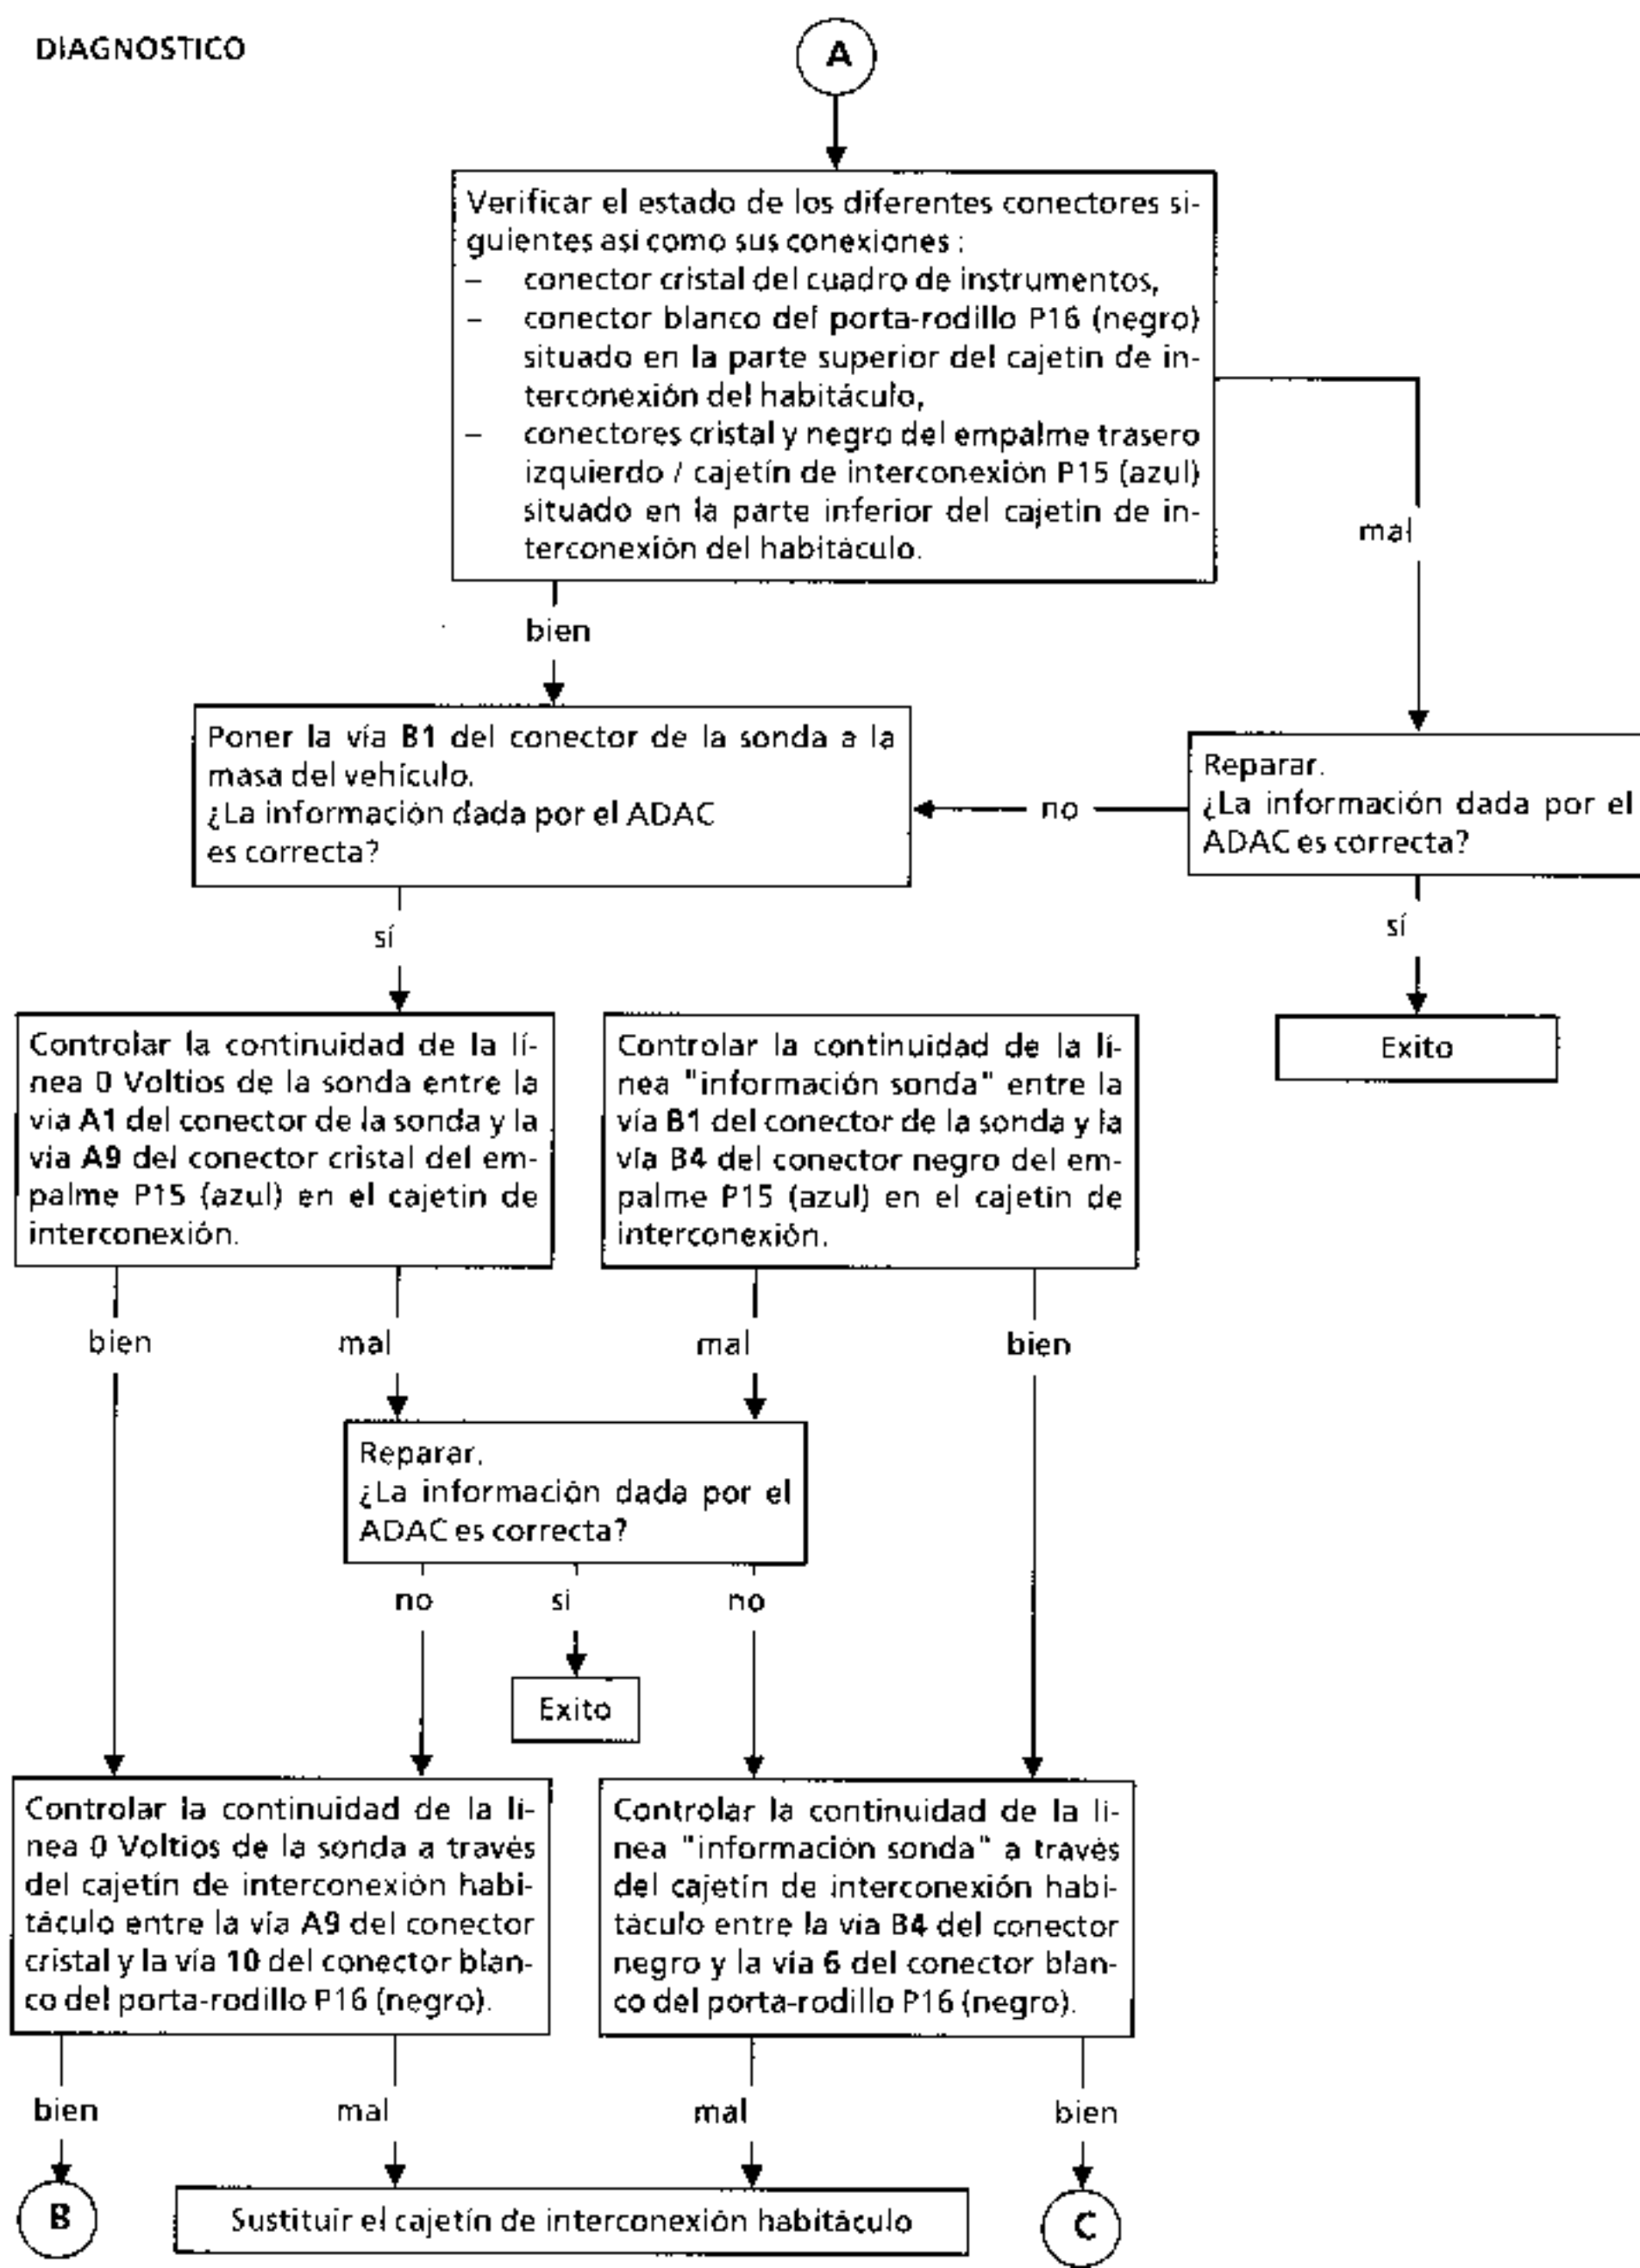 DIAGNOSTICO
A
Verificar el estado de los diferentes conectores si-
guientes así como sus conexiones :
– conector cristal del cuadro de instrumentos,
– conector blanco del porta-rodillo P16 (negro)
situado en la parte superior del cajetin de in-
terconexión del habitáculo,
– conectores cristal y negro del empalme trasero
izquierdo / cajetín de interconexión P15 (azul)
situado en la parte inferior del cajetin de in-
terconexión del habitáculo.
mal
bien
Poner la vía B1 del conector de la sonda a la
masa del vehículo.
¿La información dada por el ADAC
es correcta?
no
Reparar.
¿La información dada por el
ADAC es correcta?
sí
sí
Exito
Controlar la continuidad de la lí-
nea 0 Voltios de la sonda entre la
via A1 del conector de la sonda y la
via A9 del conector cristal del em-
palme P15 (azul) en el cajetin de
interconexión.
Controlar la continuidad de la lí-
nea "información sonda" entre la
vía B1 del conector de la sonda y la
vía B4 del conector negro del em-
palme P15 (azul) en el cajetin de
interconexión.
bien
mal
mal
bien
Reparar.
¿La información dada por el
ADAC es correcta?
no
si
no
Exito
Controlar la continuidad de la lí-
nea 0 Voltios de la sonda a través
del cajetín de interconexión habi-
táculo entre la vía A9 del conector
cristal y la vía 10 del conector blan-
co del porta-rodillo P16 (negro).
Controlar la continuidad de la li-
nea "información sonda" a través
del cajetín de interconexión habi-
táculo entre la via B4 del conector
negro y la via 6 del conector blan-
co del porta-rodillo P16 (negro).
bien
mal
mal
bien
B
Sustituir el cajetín de interconexión habitáculo
C